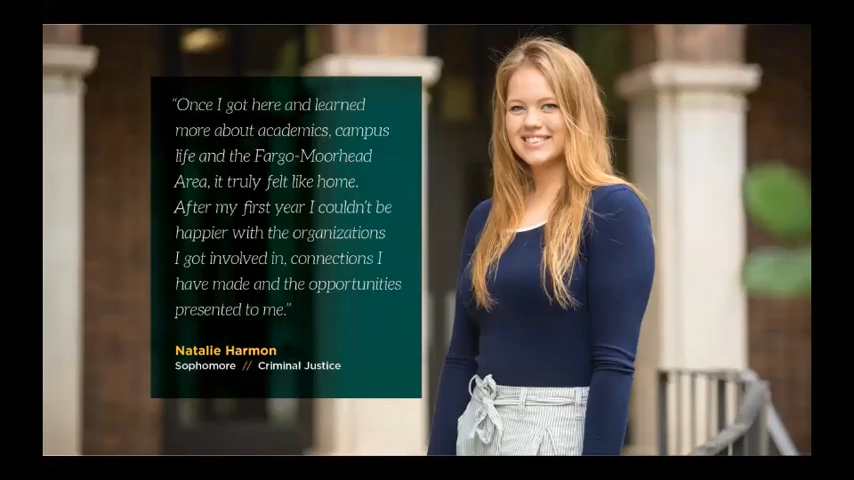 “Once I got here and learned
more about academics, campus
life and the Fargo-Moorhead
Area, it truly felt like home.
After my first year I couldn’t be
happier with the organizations
I got involved in, connections I
have made and the opportunities
presented to me.”
Natalie Harmon
Sophomore // Criminal Justice